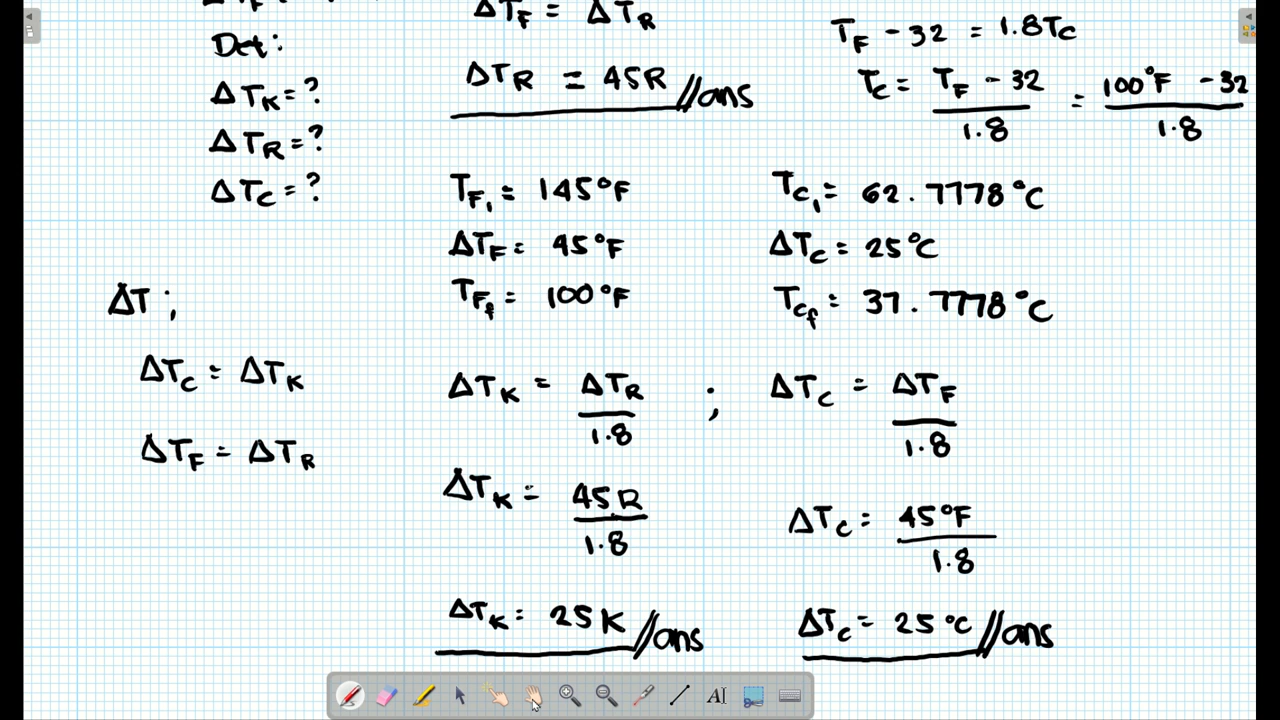 Det:
ΔT_K = ?
ΔT_R = ?
ΔT_C = ?
ΔT ;
ΔT_C = ΔT_K
ΔT_F = ΔT_R
ΔT_F = ΔT_R
ΔT_R = 45R //ans
T_F1 = 145°F
ΔT_F = 45°F
T_Ff = 100°F
ΔT_K = ΔT_R / 1.8 ;
ΔT_K = 45R / 1.8
ΔT_K = 25K //ans
T_F - 32 = 1.8T_C
T_C = T_F - 32 / 1.8 = 100°F - 32 / 1.8
T_C1 = 62.7778°C
ΔT_C = 25°C
T_Cf = 37.7778°C
ΔT_C = ΔT_F / 1.8
ΔT_C = 45°F / 1.8
ΔT_C = 25°C //ans
AI